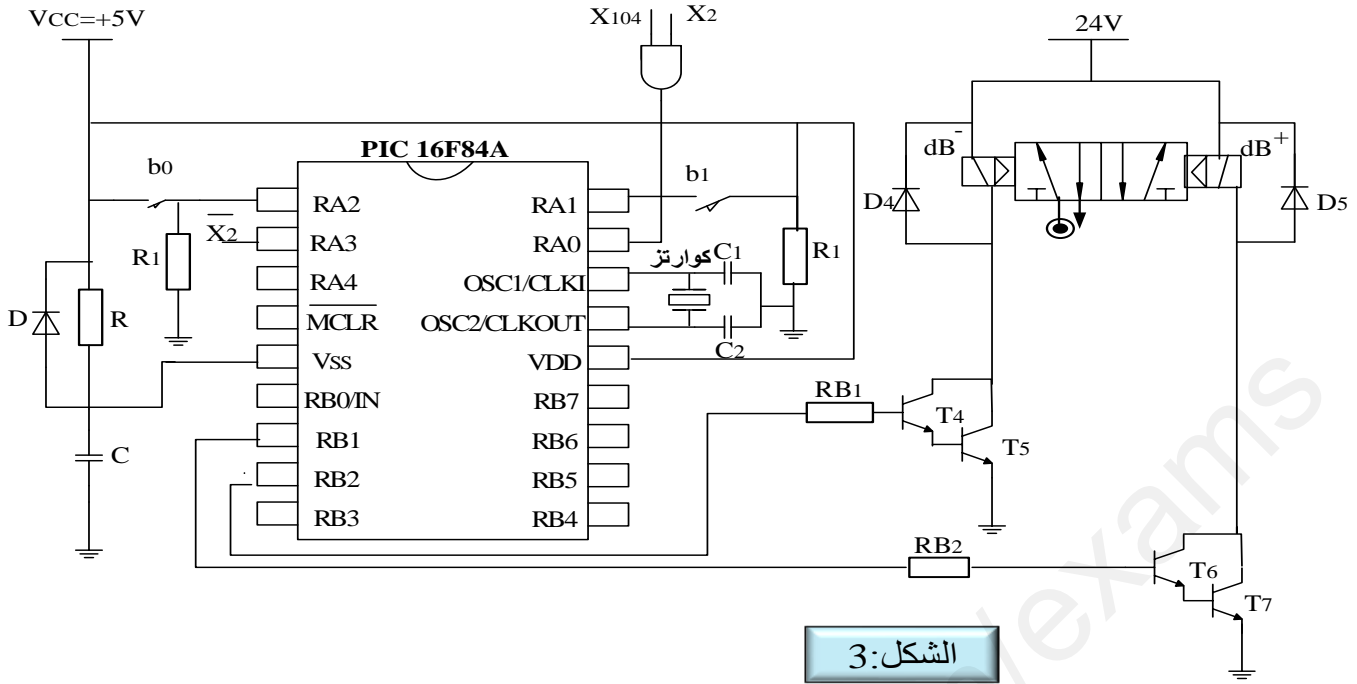 VCC=+5V
X104 X2
24V
PIC 16F84A
b0
b1
dB-
dB+
RA2
RA1
D4
D5
X̅2
RA3
RA0
R1
R1
كوارتز
C1
RA4
OSC1/CLKI
D
R
M̅C̅L̅R̅
OSC2/CLKOUT
C2
VSS
VDD
RB0/IN
RB7
RB1
T4
C
RB1
RB6
T5
RB2
RB5
RB3
RB4
RB2
T6
T7
الشكل:3
/exams